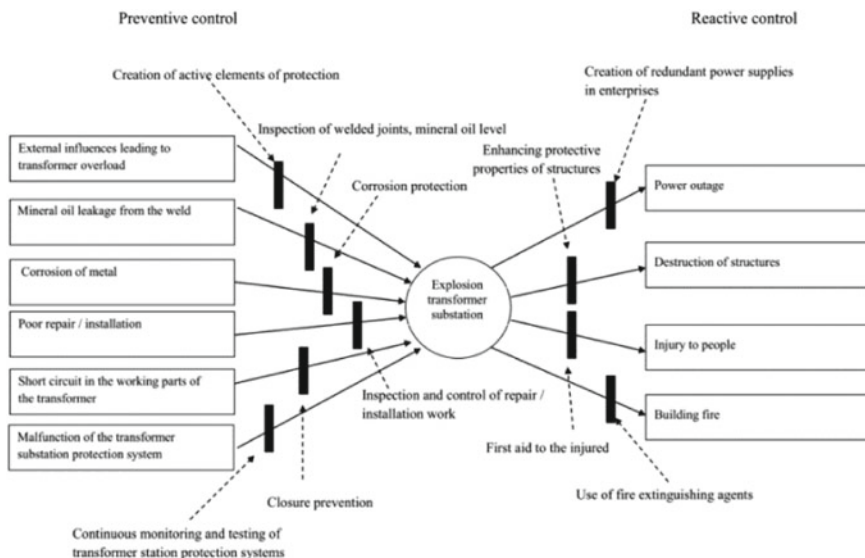 Preventive control
Reactive control
Creation of active elements of protection
Creation of redundant power supplies
in enterprises
Inspection of welded joints, mineral oil level
Enhancing protective
properties of structures
Corrosion protection
External influences leading to
transformer overload
Mineral oil leakage from the weld
Corrosion of metal
Poor repair / installation
Short circuit in the working parts of
the transformer
Malfunction of the transformer
substation protection system
Explosion
transformer
substation
Power outage
Destruction of structures
Injury to people
Building fire
Inspection and control of repair /
installation work
First aid to the injured
Closure prevention
Use of fire extinguishing agents
Continuous monitoring and testing of
transformer station protection systems